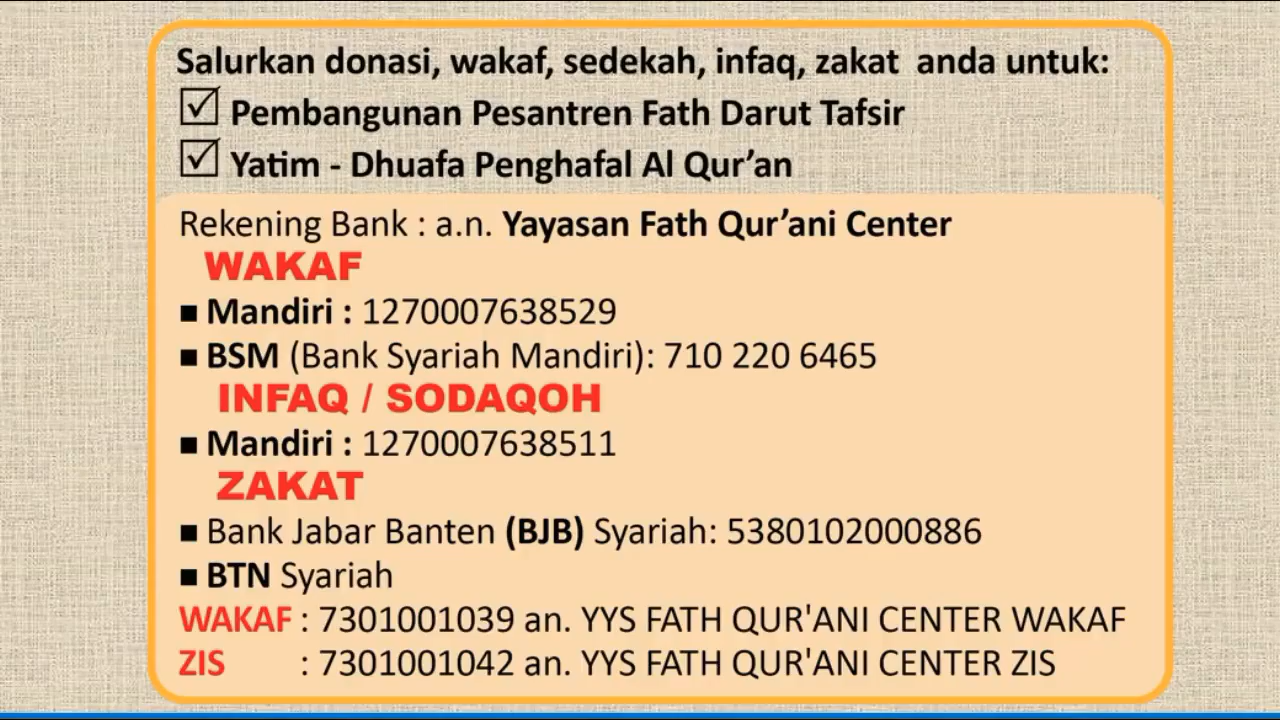 Salurkan donasi, wakaf, sedekah, infaq, zakat anda untuk:
Pembangunan Pesantren Fath Darut Tafsir
Yatim - Dhuafa Penghafal Al Qur’an
Rekening Bank : a.n. Yayasan Fath Qur’ani Center
WAKAF
Mandiri : 1270007638529
BSM (Bank Syariah Mandiri): 710 220 6465
INFAQ / SODAQOH
Mandiri : 1270007638511
ZAKAT
Bank Jabar Banten (BJB) Syariah: 5380102000886
BTN Syariah
WAKAF : 7301001039 an. YYS FATH QUR'ANI CENTER WAKAF
ZIS : 7301001042 an. YYS FATH QUR'ANI CENTER ZIS